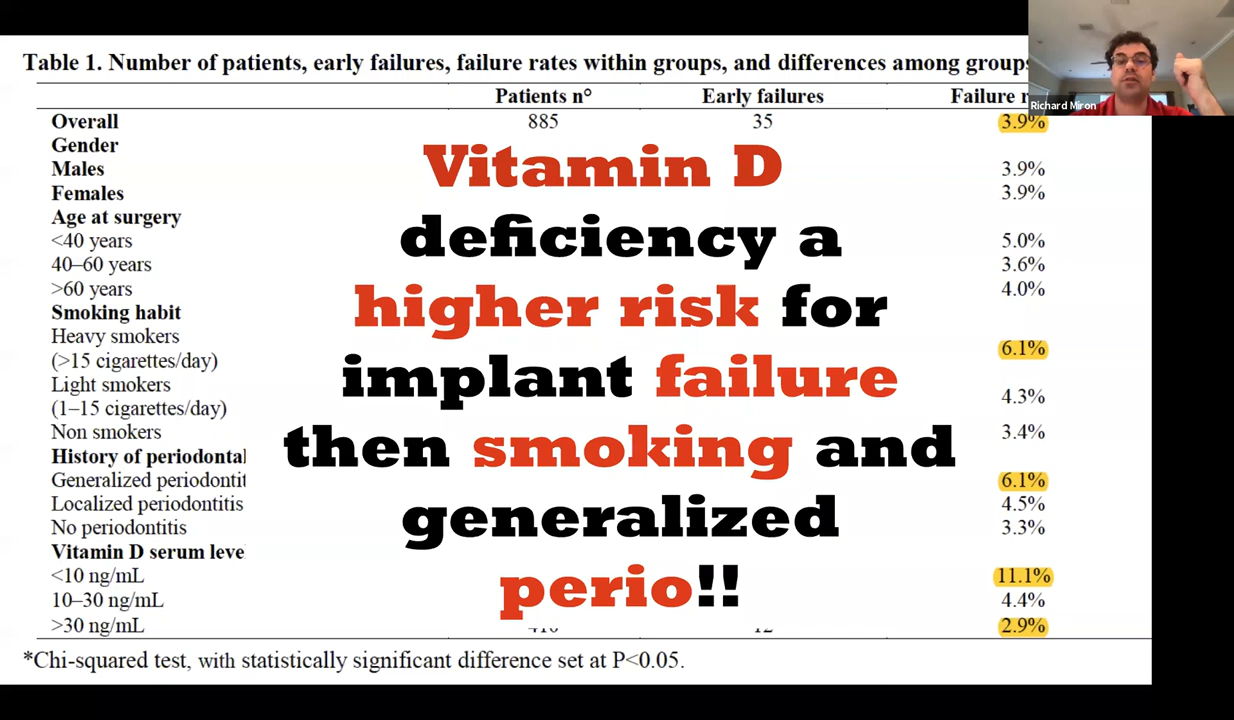 Table 1. Number of patients, early failures, failure rates within groups, and differences among groups
Richard Miron
Patients n° Early failures Failure
Overall 885 35 3.9%
Gender
Males 3.9%
Females 3.9%
Age at surgery
<40 years 5.0%
40–60 years 3.6%
>60 years 4.0%
Smoking habit
Heavy smokers
(>15 cigarettes/day) 6.1%
Light smokers
(1–15 cigarettes/day) 4.3%
Non smokers 3.4%
History of periodontal
Generalized 6.1%
Localized periodontitis 4.5%
No periodontitis 3.3%
Vitamin D serum
<10 ng/mL 11.1%
10–30 ng/mL 4.4%
>30 ng/mL 2.9%
*Chi-squared test, with statistically significant difference set at P<0.05.
Vitamin D
deficiency a
higher risk for
implant failure
then smoking and
generalized
perio!!